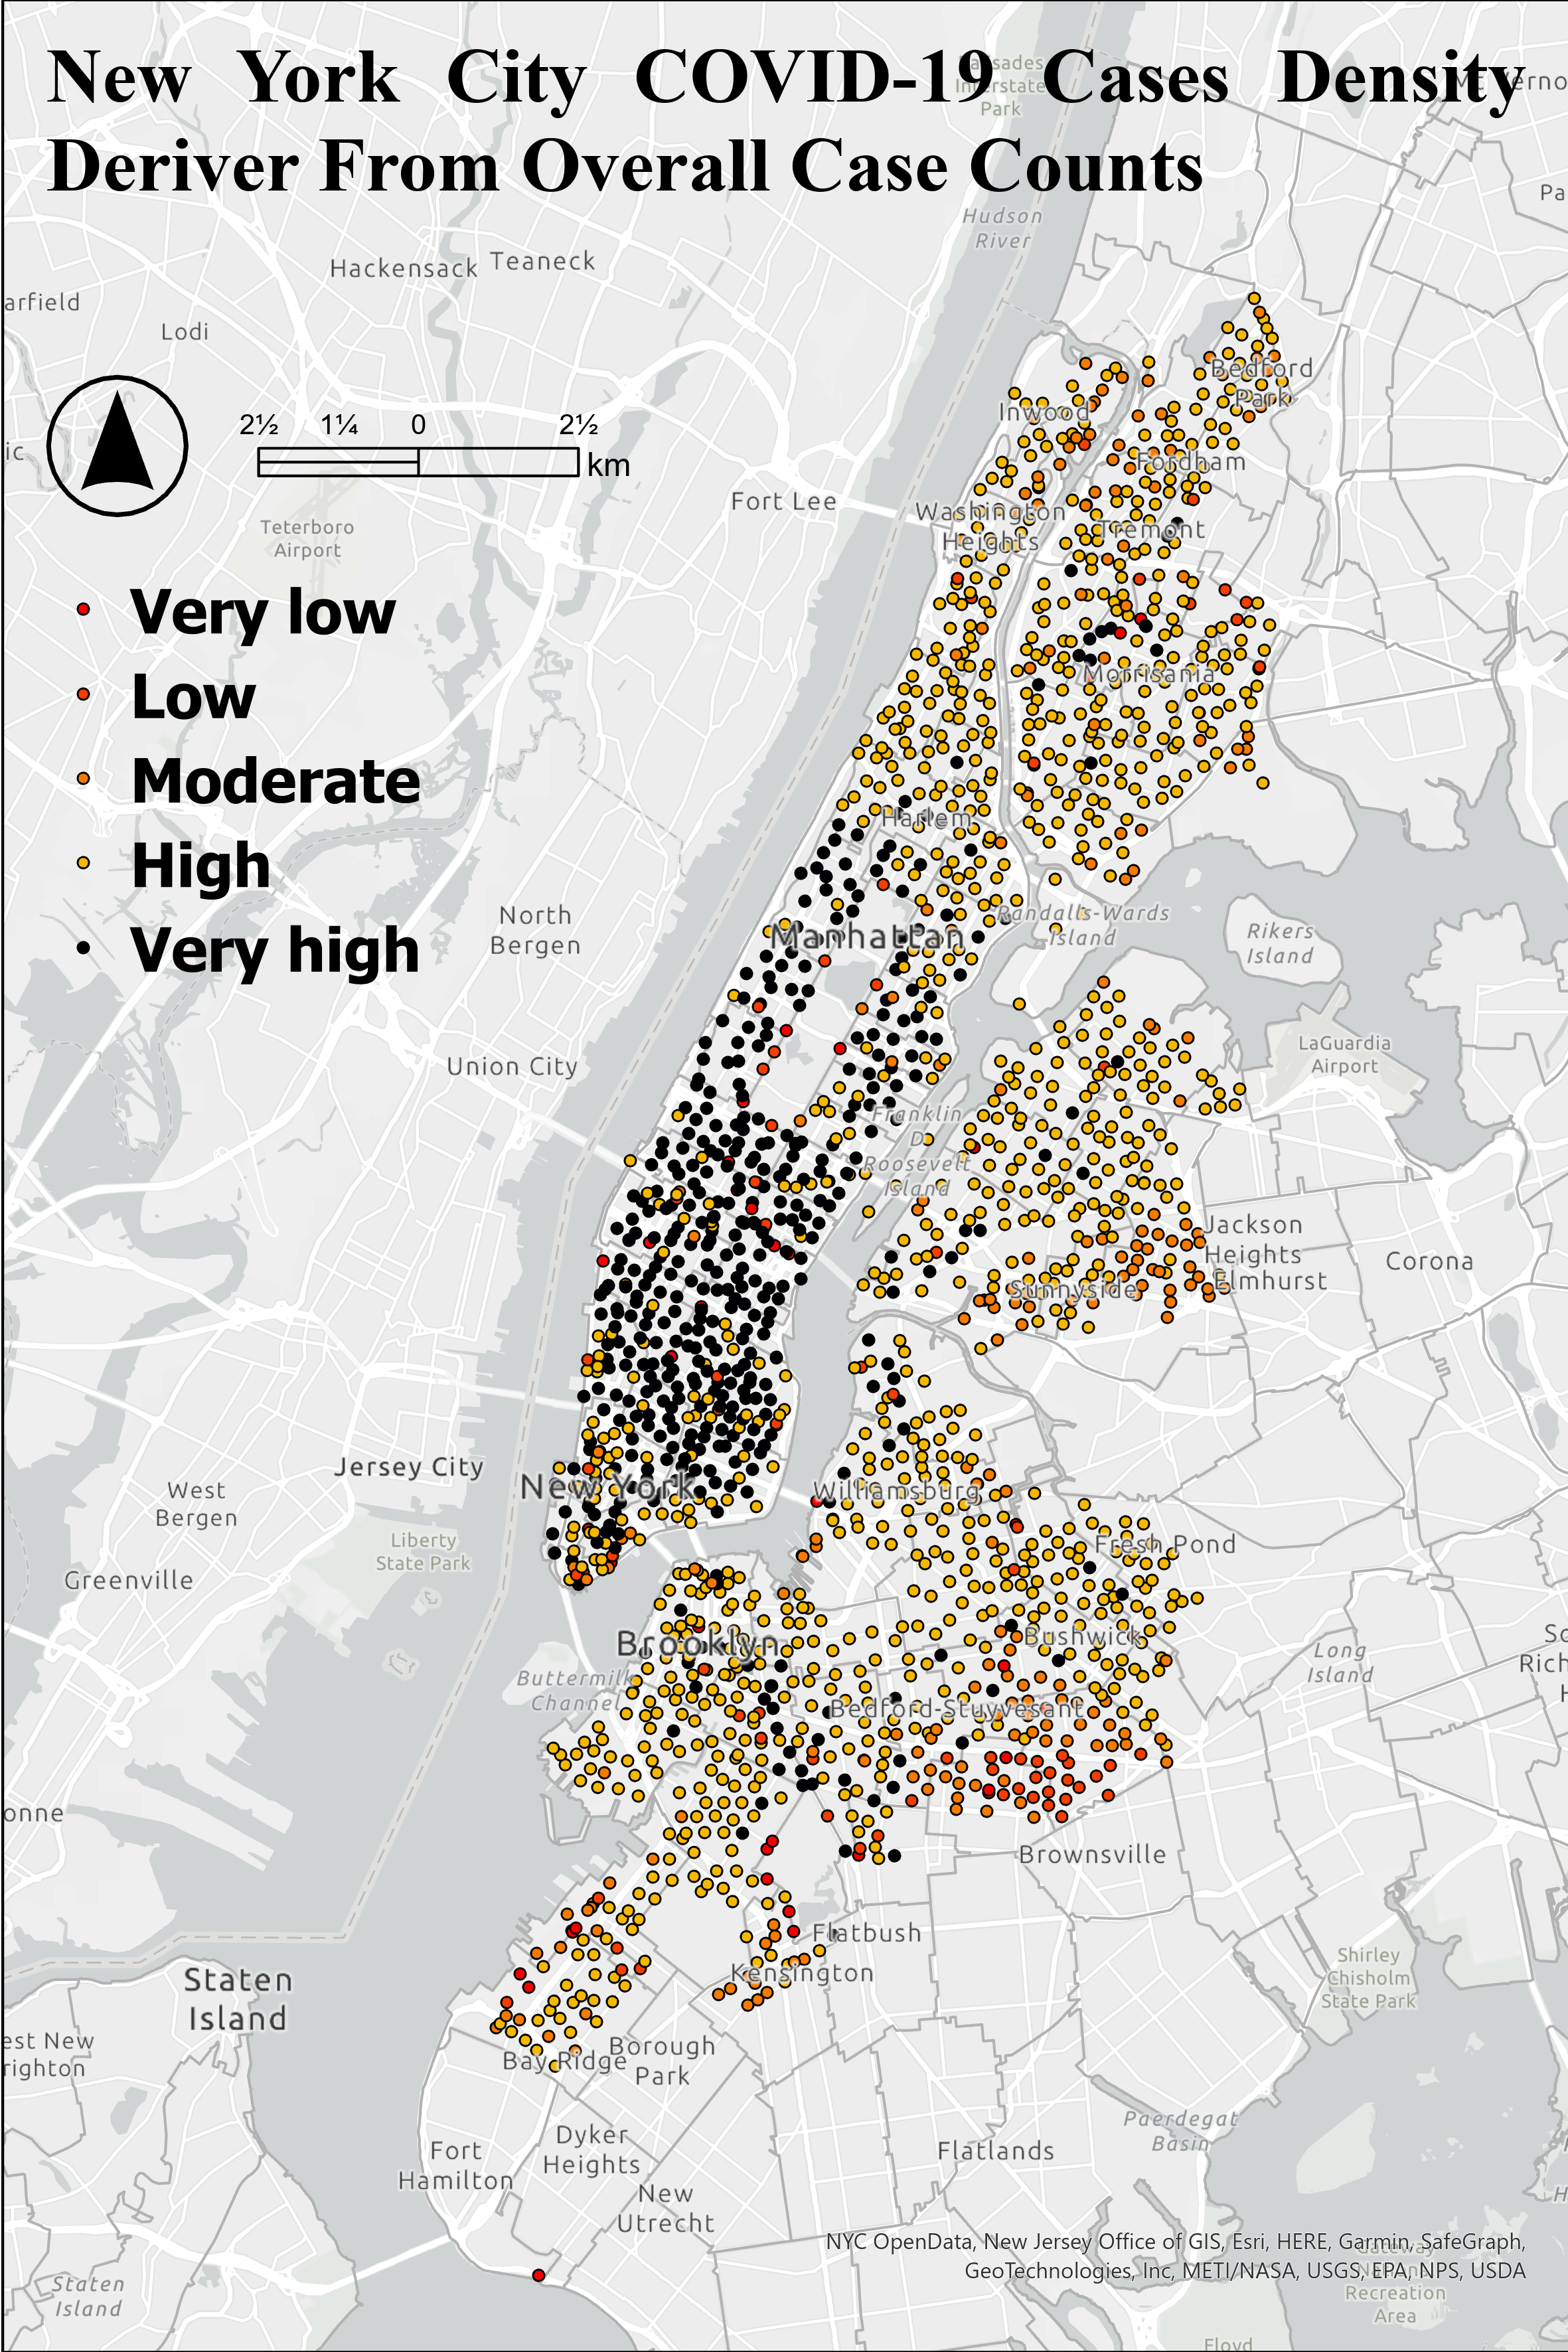 New York City COVID-19 Cases Density
Deriver From Overall Case Counts
Hudson
River
Hackensack
Teaneck
arfield
Lodi
Bedford
Park
Inwood
2½ 1¼ 0 2½
km
ic
Fordham
Fort Lee
Washington
Heights
Tremont
Teterboro
Airport
Very low
Low
Moderate
High
Very high
Morrisania
Harlem
North
Bergen
Manhattan
Randalls-Wards
Island
Rikers
Island
LaGuardia
Airport
Union City
Franklin
D
Roosevelt
Island
Jackson
Heights
Elmhurst
Corona
Sunnyside
Jersey City
New York
West
Bergen
Williamsburg
Liberty
State Park
Fresh Pond
Greenville
Brooklyn
Bushwick
Long
Island
Sc
Rich
Buttermilk
Channel
Bedford-Stuyvesant
onne
Brownsville
Flatbush
Kensington
Staten
Island
Shirley
Chisholm
State Park
est New
righton
Bay Ridge
Borough
Park
Paerdegat
Basin
Fort
Hamilton
Dyker
Heights
Flatlands
New
Utrecht
NYC OpenData, New Jersey Office of GIS, Esri, HERE, Garmin, SafeGraph,
GeoTechnologies, Inc, METI/NASA, USGS, EPA, NPS, USDA
Staten
Island
Recreation
Area
Floyd